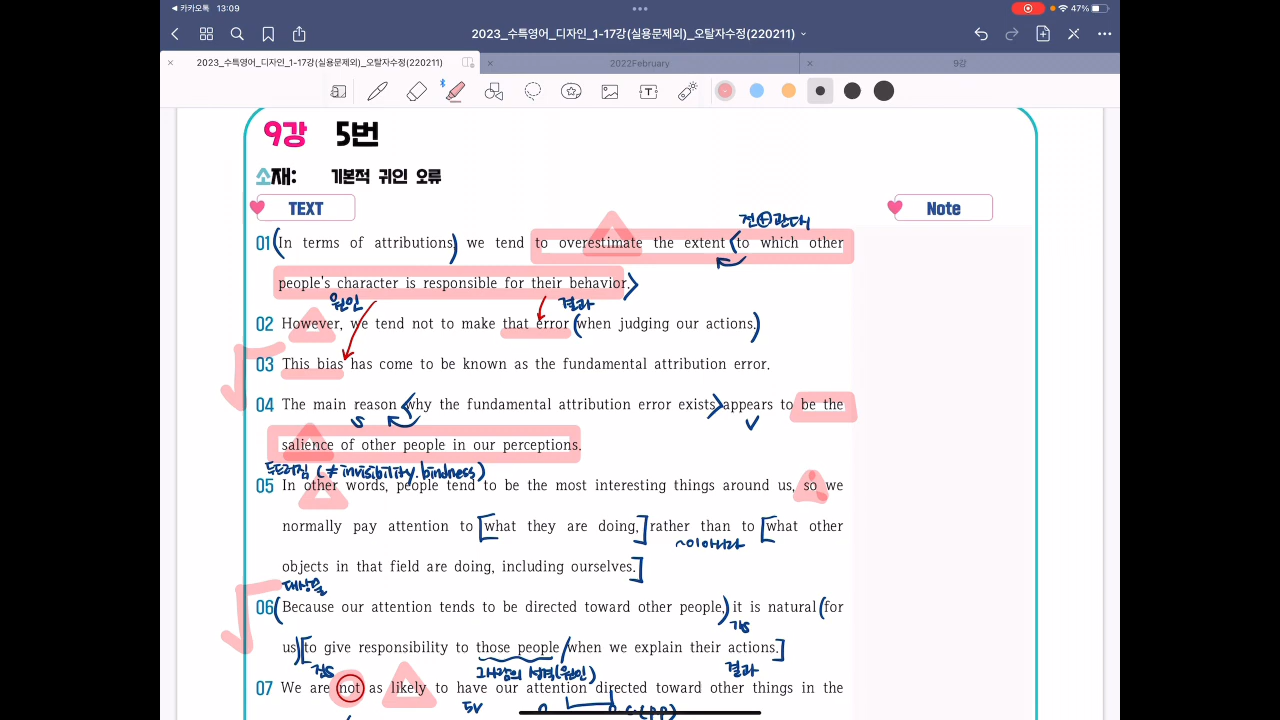 카카오톡 13:09
47%
2023_수특영어_디자인_1-17강(실용문제외)_오탈자수정(220211)
2023_수특영어_디자인_1-17강(실용문제외)_오탈자수정(220211)
2022February
9강
9강 5번
소재: 기본적 귀인 오류
TEXT
Note
전⊕관대
01 (In terms of attributions) we tend to overestimate the extent <to which other
people's character is responsible for their behavior.>
원인 결과
02 However, we tend not to make that error (when judging our actions.)
03 This bias has come to be known as the fundamental attribution error.
04 The main reason <why the fundamental attribution error exists> appears to be the
S V
salience of other people in our perceptions.
두드러짐 (≠invisibility. bindness)
05 In other words, people tend to be the most interesting things around us, so we
normally pay attention to [what they are doing,] rather than to [what other
~이 아니라
objects in that field are doing, including ourselves.]
대상물
06 (Because our attention tends to be directed toward other people,) it is natural (for
가S
us) [to give responsibility to those people / when we explain their actions.]
진S 그사람의 성격(원인) 결과
07 We are not as likely to have our attention directed toward other things in the
5V O O.C (pp)